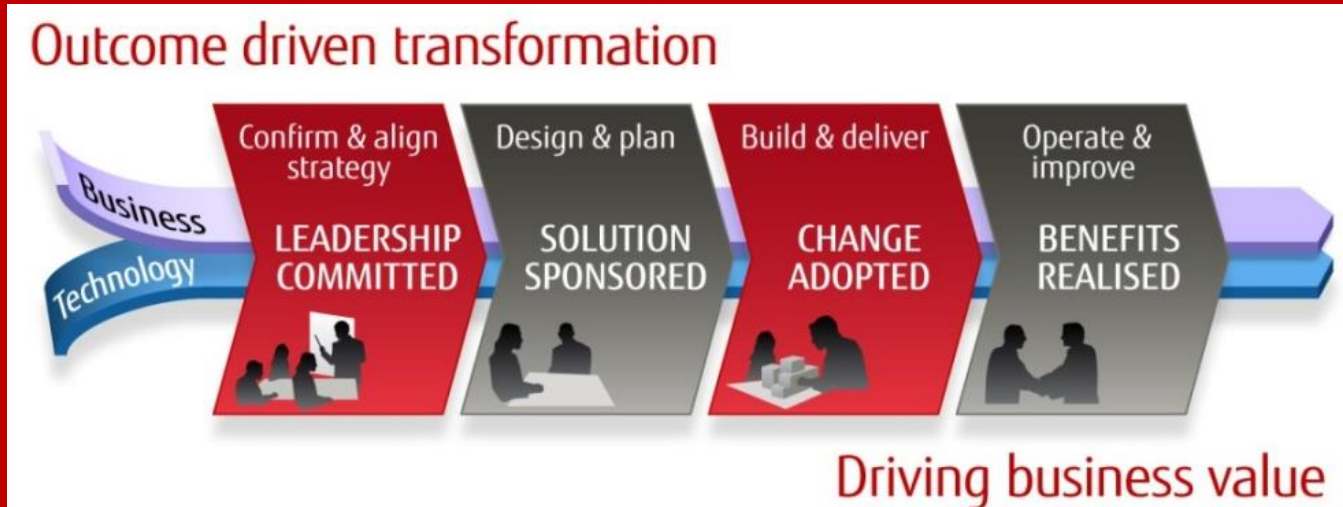 Outcome driven transformation
Business
Technology
Confirm & align
strategy
LEADERSHIP
COMMITTED
Design & plan
SOLUTION
SPONSORED
Build & deliver
CHANGE
ADOPTED
Operate &
improve
BENEFITS
REALISED
Driving business value